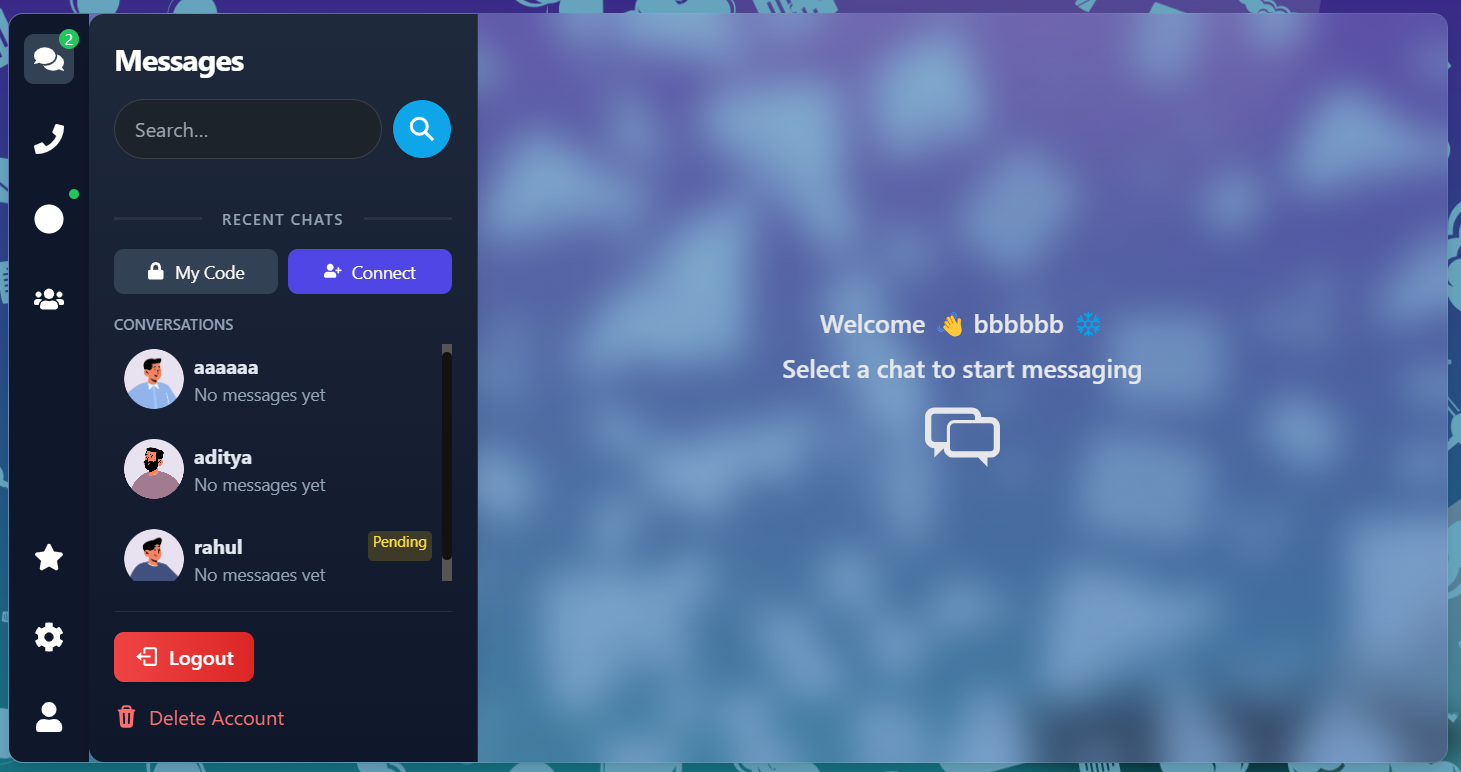 2
Messages
Search...
RECENT CHATS
My Code
Connect
CONVERSATIONS
aaaaaa
No messages yet
aditya
No messages yet
rahul
Pending
No messages yet
Logout
Delete Account
Welcome 👋 bbbbbb ❄️
Select a chat to start messaging